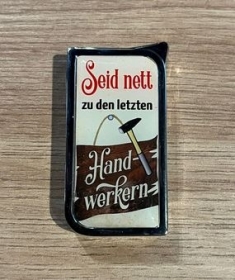 Seid nett
zu den letzten
Hand-
werkern